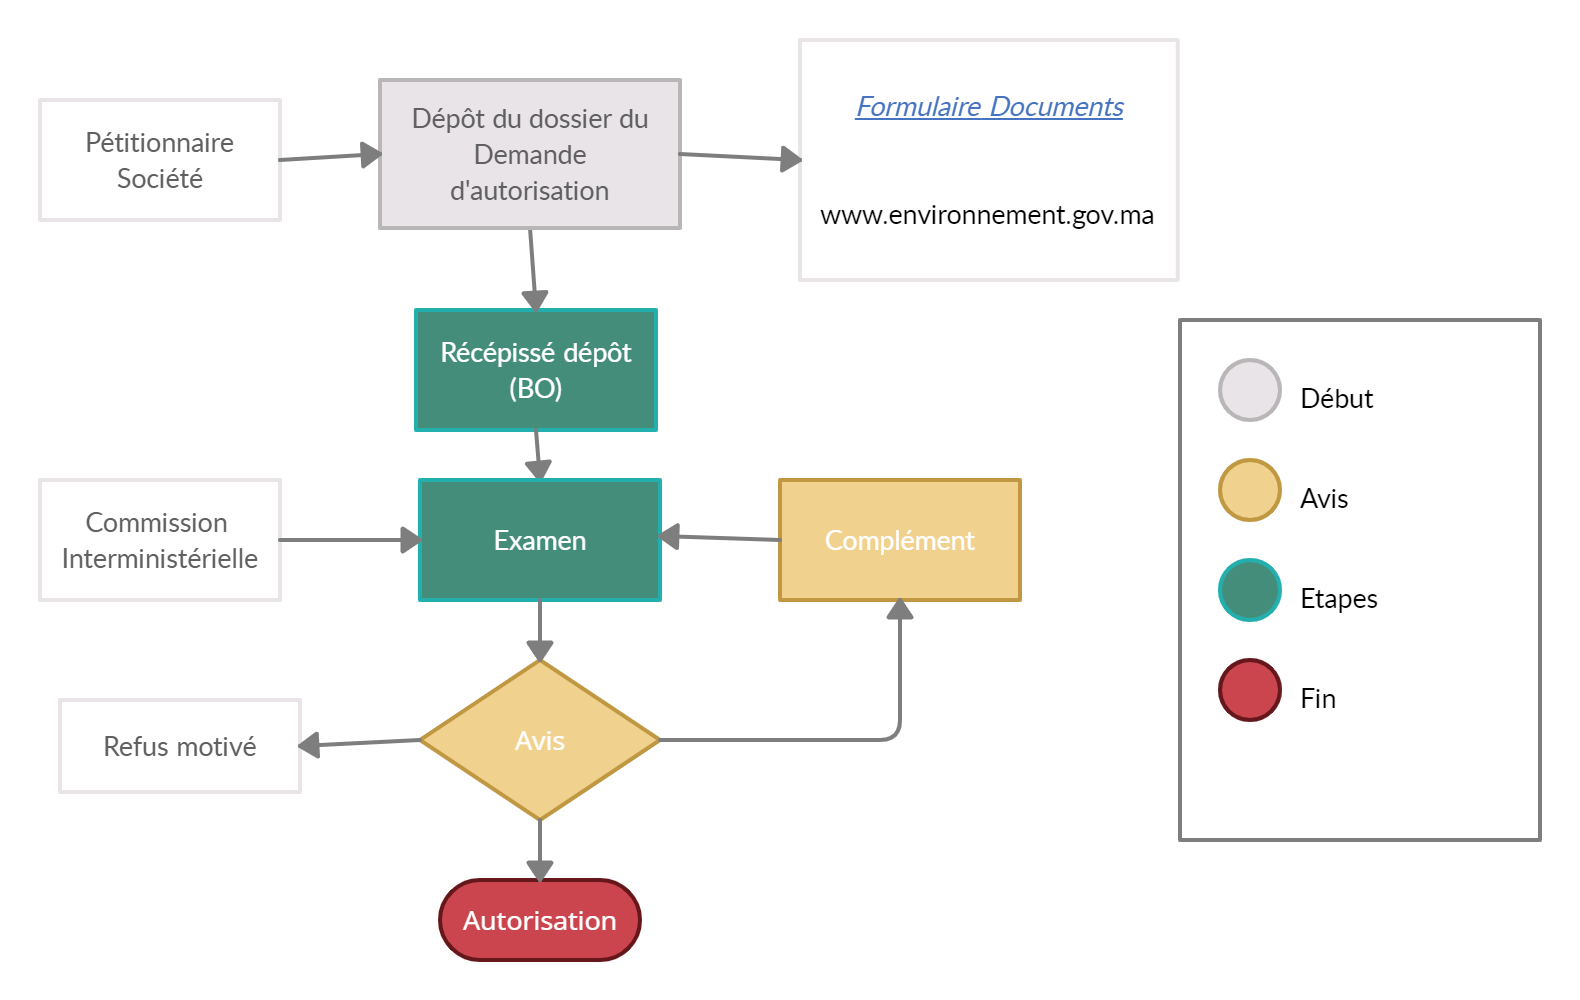 Pétitionnaire
Société
Dépôt du dossier du
Demande
d'autorisation
Formulaire Documents
www.environnement.gov.ma
Récépissé dépôt
(BO)
Commission
Interministérielle
Examen
Complément
Refus motivé
Avis
Autorisation
Début
Avis
Etapes
Fin